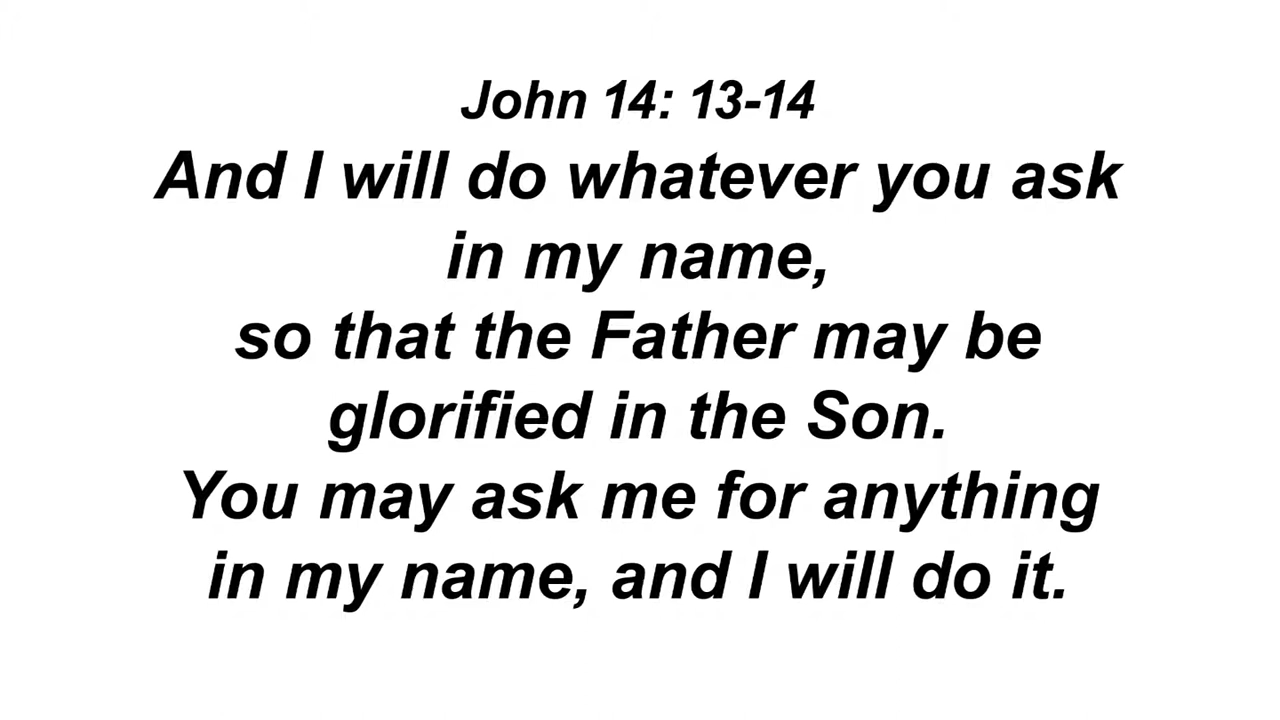 John 14: 13-14
And I will do whatever you ask
in my name,
so that the Father may be
glorified in the Son.
You may ask me for anything
in my name, and I will do it.